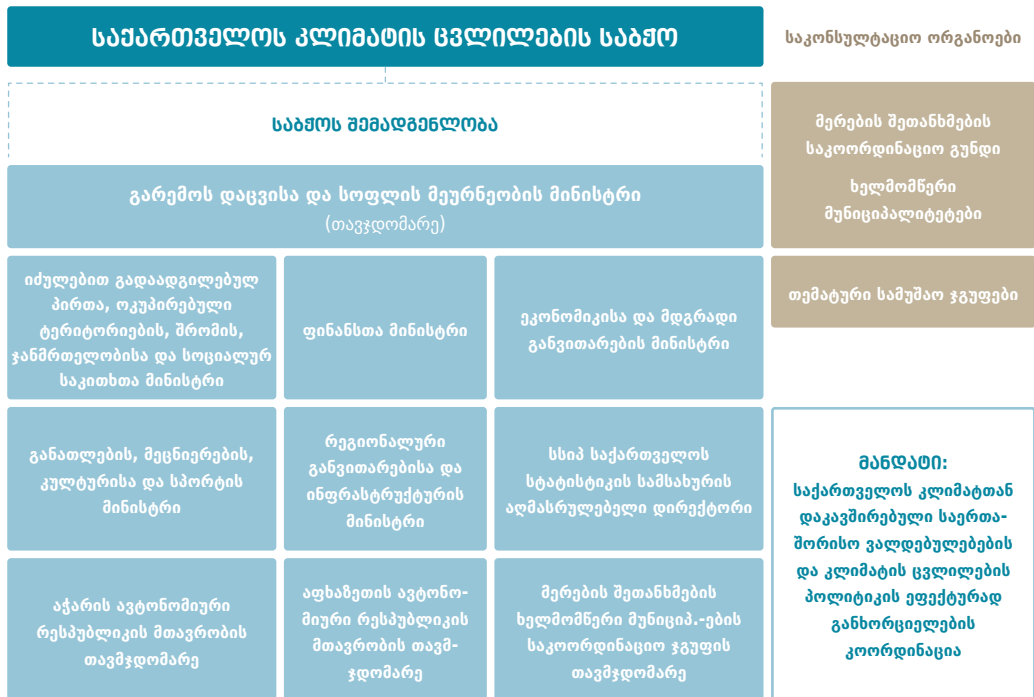 საქართველოს კლიმატის ცვლილების საბჭო
საკონსულტაციო ორგანოები
საბჭოს შემადგენლობა
მერების შეთანხმების
საკოორდინაციო გუნდი
ხელმომწერი
მუნიციპალიტეტები
გარემოს დაცვისა და სოფლის მეურნეობის მინისტრი
(თავჯდომარე)
იძულებით გადაადგილებულ
პირთა, ოკუპირებული
ტერიტორიების, შრომის,
ჯანმრთელობისა და სოციალურ
საკითხთა მინისტრი
ფინანსთა მინისტრი
ეკონომიკისა და მდგრადი
განვითარების მინისტრი
თემატური სამუშაო ჯგუფები
განათლების, მეცნიერების,
კულტურისა და სპორტის
მინისტრი
რეგიონალური
განვითარებისა და
ინფრასტრუქტურის
მინისტრი
სსიპ საქართველოს
სტატისტიკის სამსახურის
აღმასრულებელი დირექტორი
აჭარის ავტონომიური
რესპუბლიკის მთავრობის
თავმჯდომარე
აფხაზეთის ავტონო-
მიური რესპუბლიკის
მთავრობის თავმ-
ჯდომარე
მერების შეთანხმების
ხელმომწერი მუნიციპ.-ების
საკოორდინაციო ჯგუფის
თავმჯდომარე
მანდატი:
საქართველოს კლიმატთან
დაკავშირებული საერთა-
შორისო ვალდებულებების
და კლიმატის ცვლილების
პოლიტიკის ეფექტურად
განხორციელების
კოორდინაცია